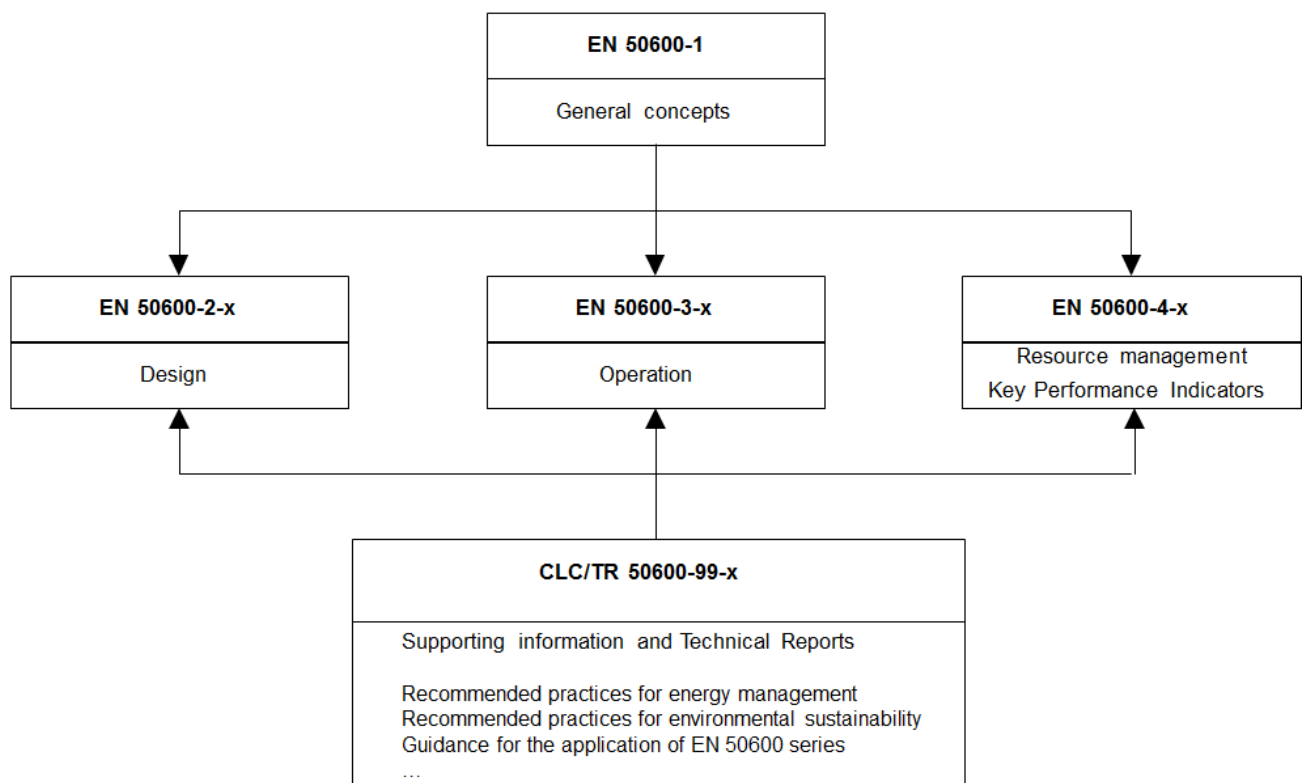 EN 50600-1
General concepts
EN 50600-2-x
Design
EN 50600-3-x
Operation
EN 50600-4-x
Resource management
Key Performance Indicators
CLC/TR 50600-99-x
Supporting information and Technical Reports
Recommended practices for energy management
Recommended practices for environmental sustainability
Guidance for the application of EN 50600 series
...